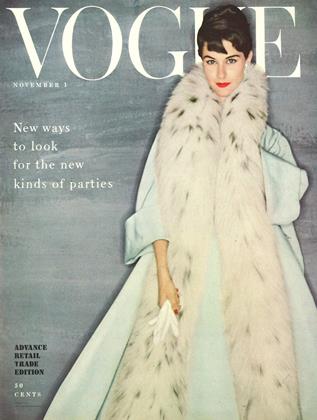 VOGUE
NOVEMBER 1
New ways
to look
for the new
kinds of parties
ADVANCE
RETAIL
TRADE
EDITION
50
CENTS